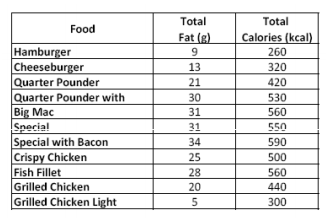 Food Total Fat (g) Total Calories (kcal)
Hamburger 9 260
Cheeseburger 13 320
Quarter Pounder 21 420
Quarter Pounder with 30 530
Big Mac 31 560
Special 31 550
Special with Bacon 34 590
Crispy Chicken 25 500
Fish Fillet 28 560
Grilled Chicken 20 440
Grilled Chicken Light 5 300